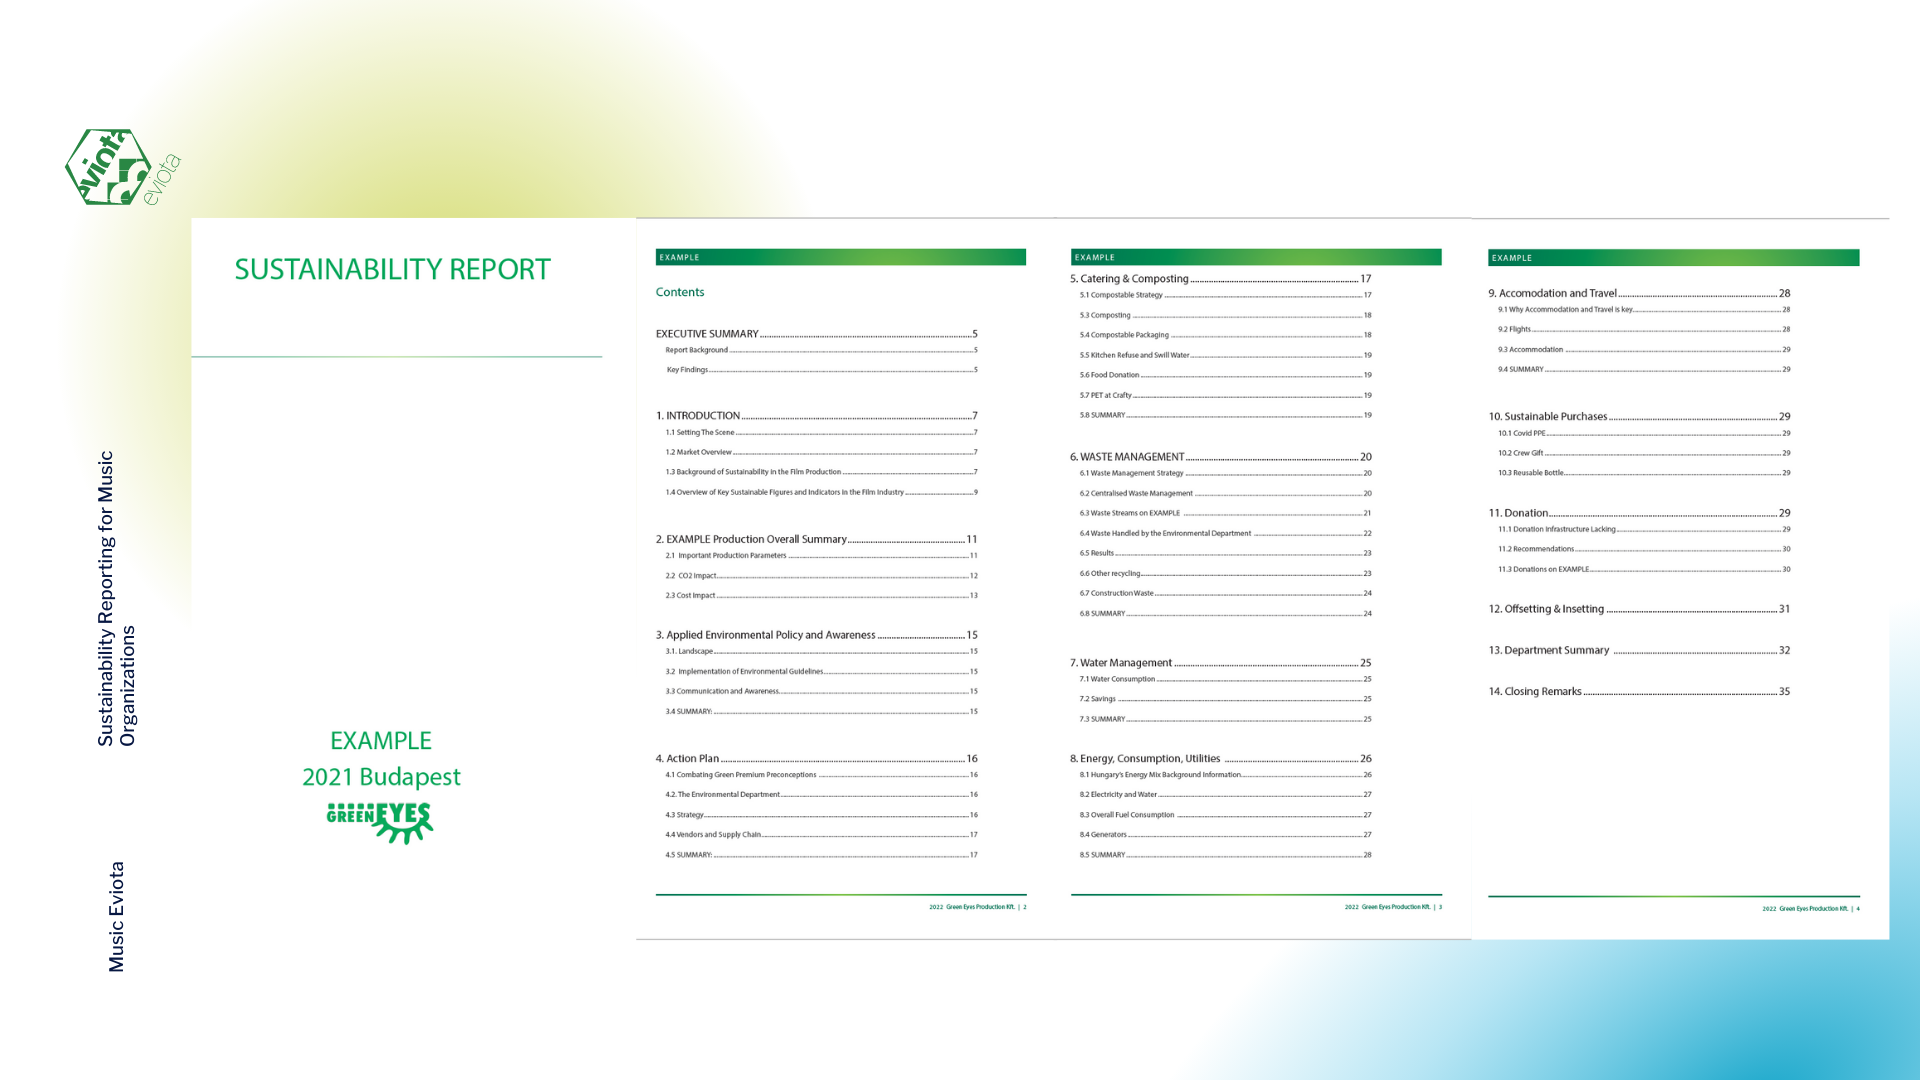 eviota
eviota
Sustainability Reporting for Music
Organizations
Music Eviota
SUSTAINABILITY REPORT
EXAMPLE
2021 Budapest
GREEN EYES
EXAMPLE
Contents
EXECUTIVE SUMMARY 5
Report Background 5
Key Findings 5
1. INTRODUCTION 7
1.1 Setting The Scene 7
1.2 Market Overview 7
1.3 Background of Sustainability in the Film Production 7
1.4 Overview of Key Sustainable Figures and Indicators in the Film Industry 9
2. EXAMPLE Production Overall Summary 11
2.1 Important Production Parameters 11
2.2 CO2 Impact 12
2.3 Cost Impact 13
3. Applied Environmental Policy and Awareness 15
3.1. Landscape 15
3.2 Implementation of Environmental Guidelines 15
3.3 Communication and Awareness 15
3.4 SUMMARY: 15
4. Action Plan 16
4.1 Combating Green Premium Preconceptions 16
4.2. The Environmental Department 16
4.3 Strategy 16
4.4 Vendors and Supply Chain 17
4.5 SUMMARY: 17
2022 Green Eyes Production Kft. | 2
EXAMPLE
5. Catering & Composting 17
5.1 Compostable Strategy 17
5.3 Composting 18
5.4 Compostable Packaging 18
5.5 Kitchen Refuse and Swill Water 19
5.6 Food Donation 19
5.7 PET at Crafty 19
5.8 SUMMARY 19
6. WASTE MANAGEMENT 20
6.1 Waste Management Strategy 20
6.2 Centralised Waste Management 20
6.3 Waste Streams on EXAMPLE 21
6.4 Waste Handled by the Environmental Department 22
6.5 Results 23
6.6 Other recycling 23
6.7 Construction Waste 24
6.8 SUMMARY 24
7. Water Management 25
7.1 Water Consumption 25
7.2 Savings 25
7.3 SUMMARY 25
8. Energy, Consumption, Utilities 26
8.1 Hungary's Energy Mix Background Information 26
8.2 Electricity and Water 27
8.3 Overall Fuel Consumption 27
8.4 Generators 27
8.5 SUMMARY 28
2022 Green Eyes Production Kft. | 3
EXAMPLE
9. Accomodation and Travel 28
9.1 Why Accommodation and Travel is key 28
9.2 Flights 28
9.3 Accommodation 29
9.4 SUMMARY 29
10. Sustainable Purchases 29
10.1 Covid PPE 29
10.2 Crew Gift 29
10.3 Reusable Bottle 29
11. Donation 29
11.1 Donation Infrastructure Lacking 29
11.2 Recommendations 30
11.3 Donations on EXAMPLE 30
12. Offsetting & Insetting 31
13. Department Summary 32
14. Closing Remarks 35
2022 Green Eyes Production Kft. | 4